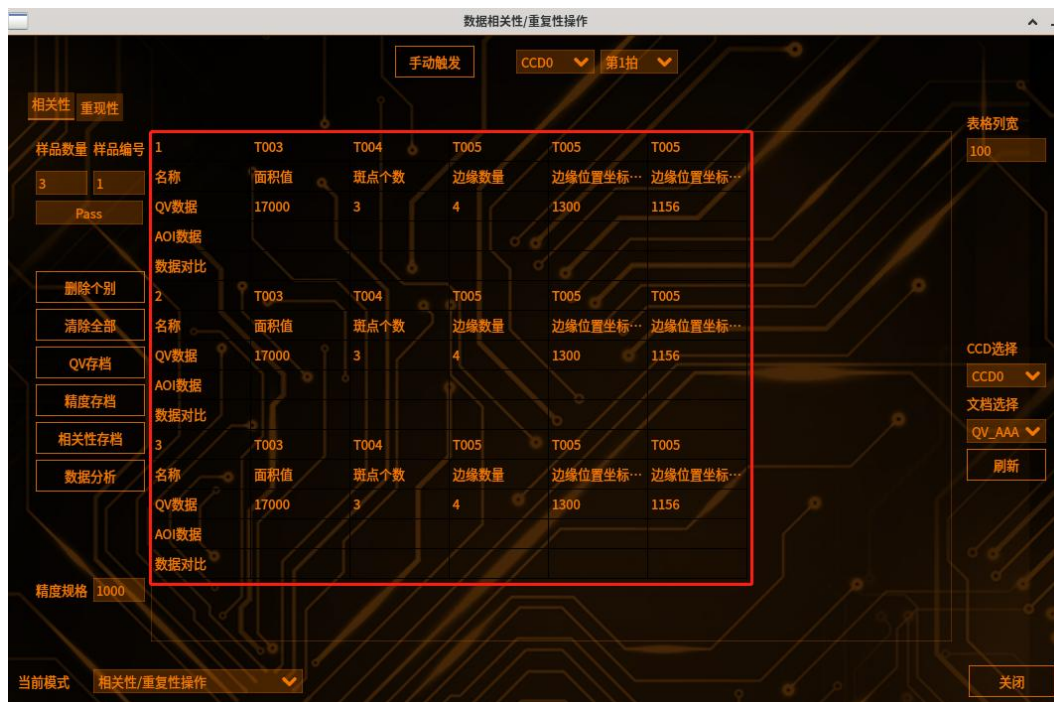 数据相关性/重复性操作
手动触发 CCD0 第1拍
相关性 重现性
表格列宽
100
样品数量 样品编号
3 1
Pass
删除个别
清除全部
QV存档
精度存档
相关性存档
数据分析
精度规格 1000
1 T003 T004 T005 T005 T005
名称 面积值 斑点个数 边缘数量 边缘位置坐标… 边缘位置坐标…
QV数据 17000 3 4 1300 1156
AOI数据
数据对比
2 T003 T004 T005 T005 T005
名称 面积值 斑点个数 边缘数量 边缘位置坐标… 边缘位置坐标…
QV数据 17000 3 4 1300 1156
AOI数据
数据对比
3 T003 T004 T005 T005 T005
名称 面积值 斑点个数 边缘数量 边缘位置坐标… 边缘位置坐标…
QV数据 17000 3 4 1300 1156
AOI数据
数据对比
CCD选择
CCD0
文档选择
QV_AAA
刷新
当前模式 相关性/重复性操作
关闭